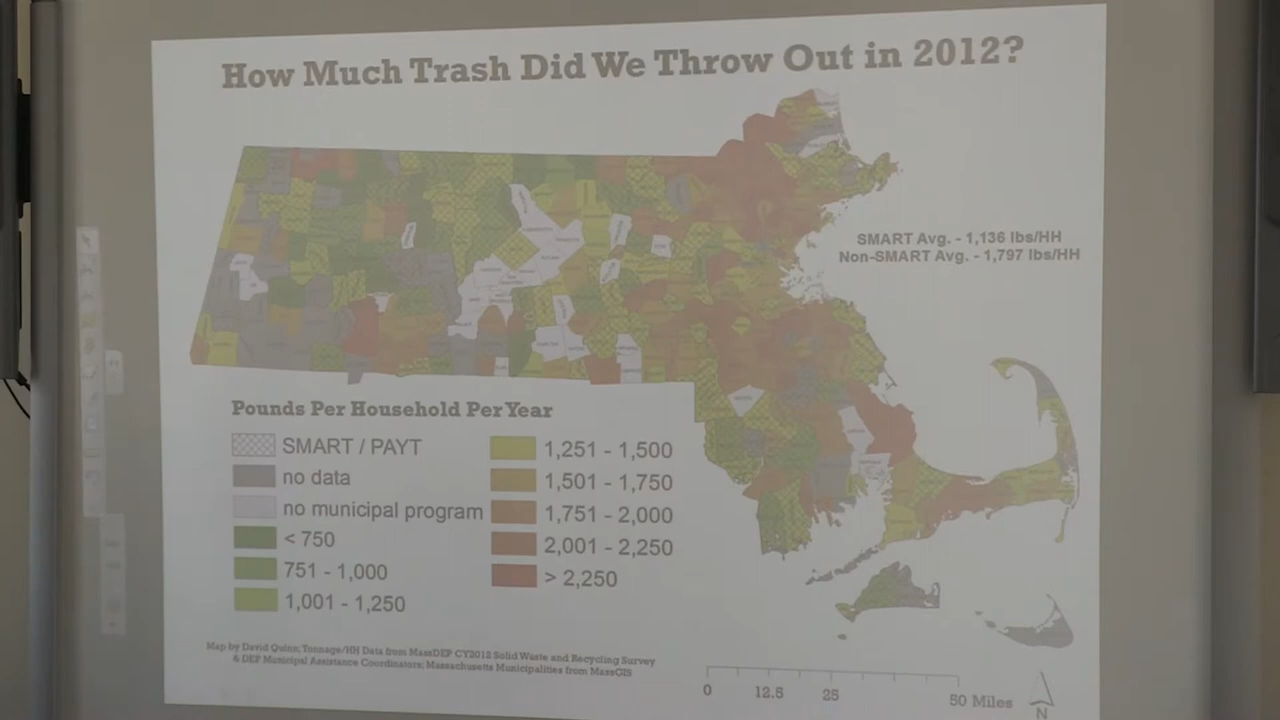 How Much Trash Did We Throw Out in 2012?
SMART Avg. - 1,136 lbs/HH
Non-SMART Avg. - 1,797 lbs/HH
Pounds Per Household Per Year
SMART / PAYT
no data
no municipal program
< 750
751 - 1,000
1,001 - 1,250
1,251 - 1,500
1,501 - 1,750
1,751 - 2,000
2,001 - 2,250
> 2,250
Map by David Quinn; Tonnage/HH Data from MassDEP CY2012 Solid Waste and Recycling Survey
& DEP Municipal Assistance Coordinators; Massachusetts Municipalities from MassGIS
0 12.5 25 50 Miles
N